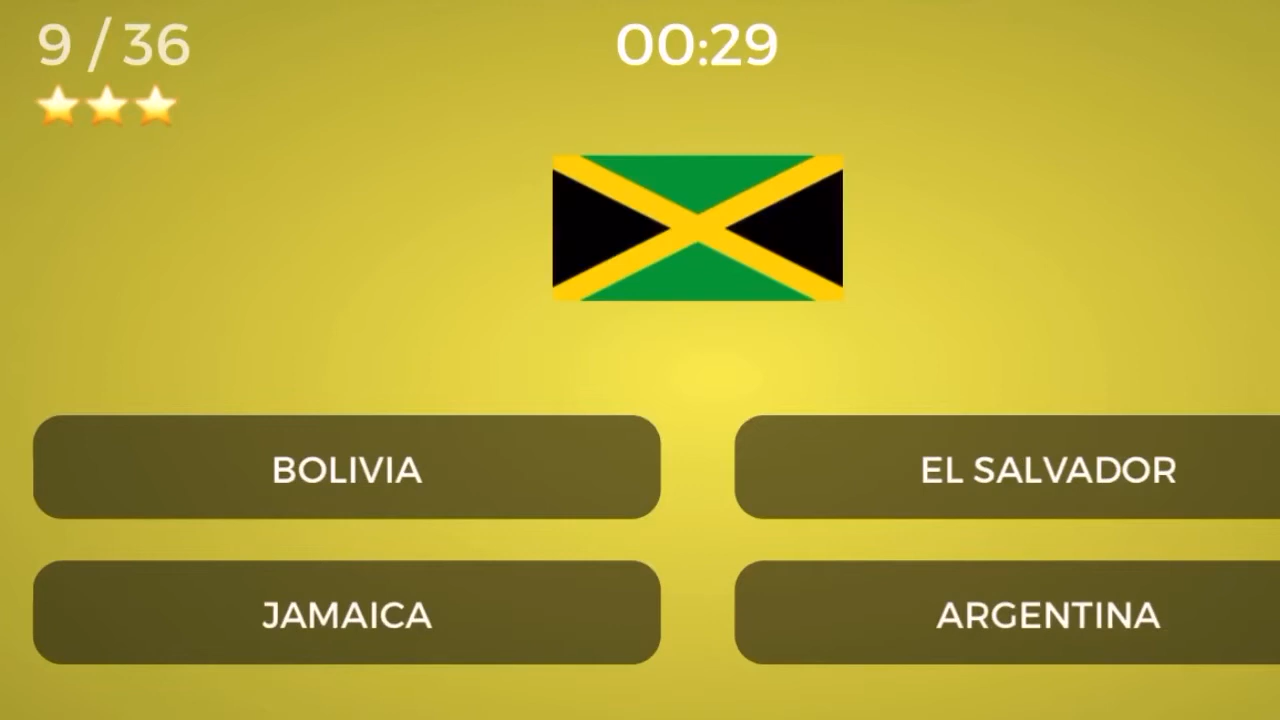 9 / 36
00:29
BOLIVIA
EL SALVADOR
JAMAICA
ARGENTINA